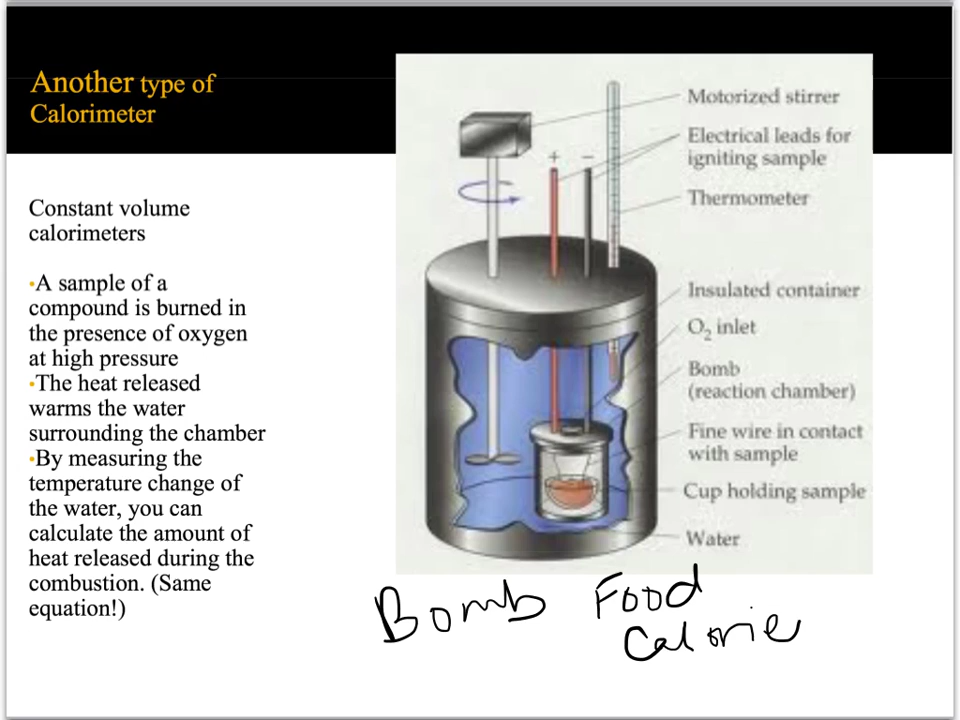 Another type of
Calorimeter
Constant volume
calorimeters
•A sample of a
compound is burned in
the presence of oxygen
at high pressure
•The heat released
warms the water
surrounding the chamber
•By measuring the
temperature change of
the water, you can
calculate the amount of
heat released during the
combustion. (Same
equation!)
Motorized stirrer
Electrical leads for
igniting sample
Thermometer
+ −
Insulated container
O₂ inlet
Bomb
(reaction chamber)
Fine wire in contact
with sample
Cup holding sample
Water
Bomb Food
Calorie